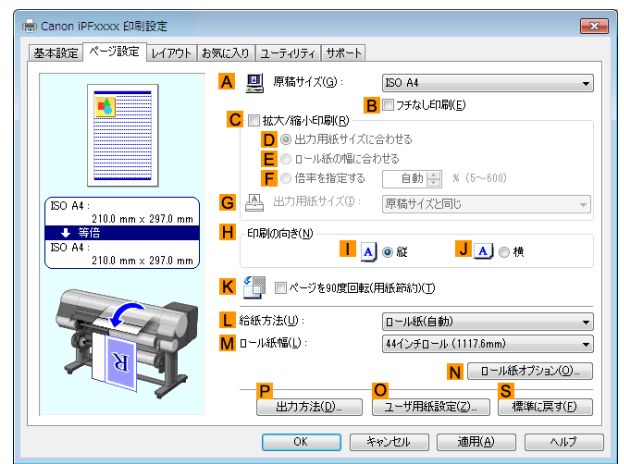 Canon iPFxxxx 印刷設定
基本設定 ページ設定 レイアウト お気に入り ユーティリティ サポート
A 原稿サイズ(G): ISO A4
B フチなし印刷(E)
C 拡大/縮小印刷(R)
D 出力用紙サイズに合わせる
E ロール紙の幅に合わせる
F 倍率を指定する 自動 % (5～600)
G 出力用紙サイズ(I): 原稿サイズと同じ
ISO A4 :
210.0 mm x 297.0 mm
等倍
ISO A4 :
210.0 mm x 297.0 mm
H 印刷の向き(N)
I A 縦 J A 横
K ページを90度回転(用紙節約)(T)
L 給紙方法(U): ロール紙(自動)
M ロール紙幅(L): 44インチロール (1117.6mm)
R
N ロール紙オプション(O)...
P O S
出力方法(D)... ユーザ用紙設定(Z)... 標準に戻す(F)
OK キャンセル 適用(A) ヘルプ